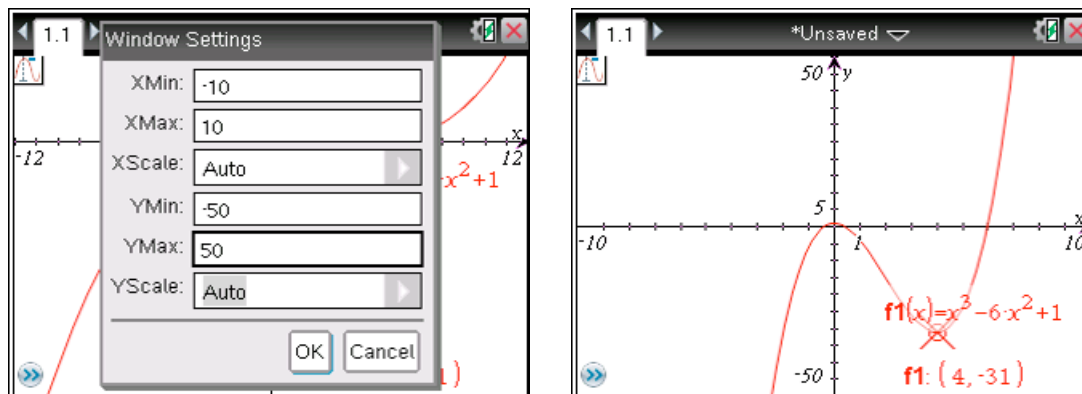 1.1
Window Settings
XMin: -10
XMax: 10
XScale: Auto
YMin: -50
YMax: 50
YScale: Auto
OK Cancel
-12
x
12
x²+1
1)
1.1 *Unsaved
50 y
5
-10 1 x 10
f1(x)=x³-6·x²+1
-50 f1: (4, -31)